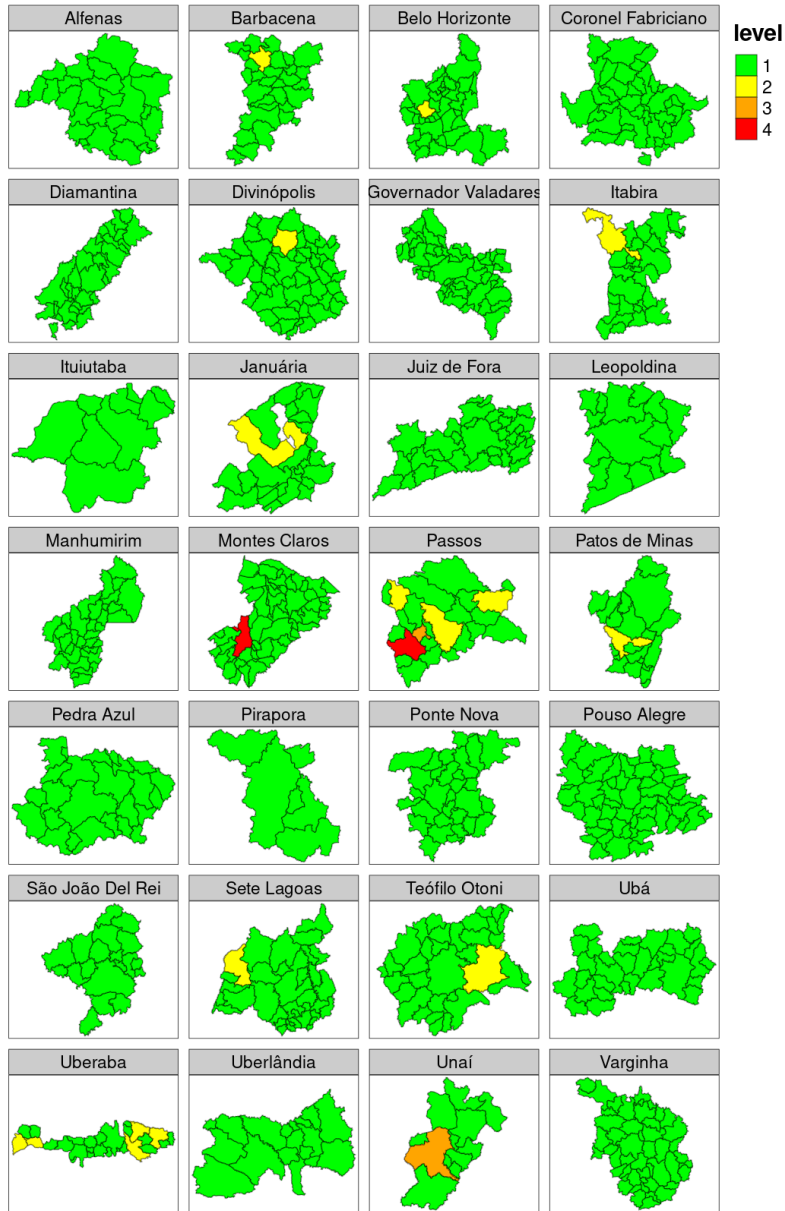 Alfenas
Barbacena
Belo Horizonte
Coronel Fabriciano
level
1
2
3
4
Diamantina
Divinópolis
Governador Valadares
Itabira
Ituiutaba
Januária
Juiz de Fora
Leopoldina
Manhumirim
Montes Claros
Passos
Patos de Minas
Pedra Azul
Pirapora
Ponte Nova
Pouso Alegre
São João Del Rei
Sete Lagoas
Teófilo Otoni
Ubá
Uberaba
Uberlândia
Unaí
Varginha